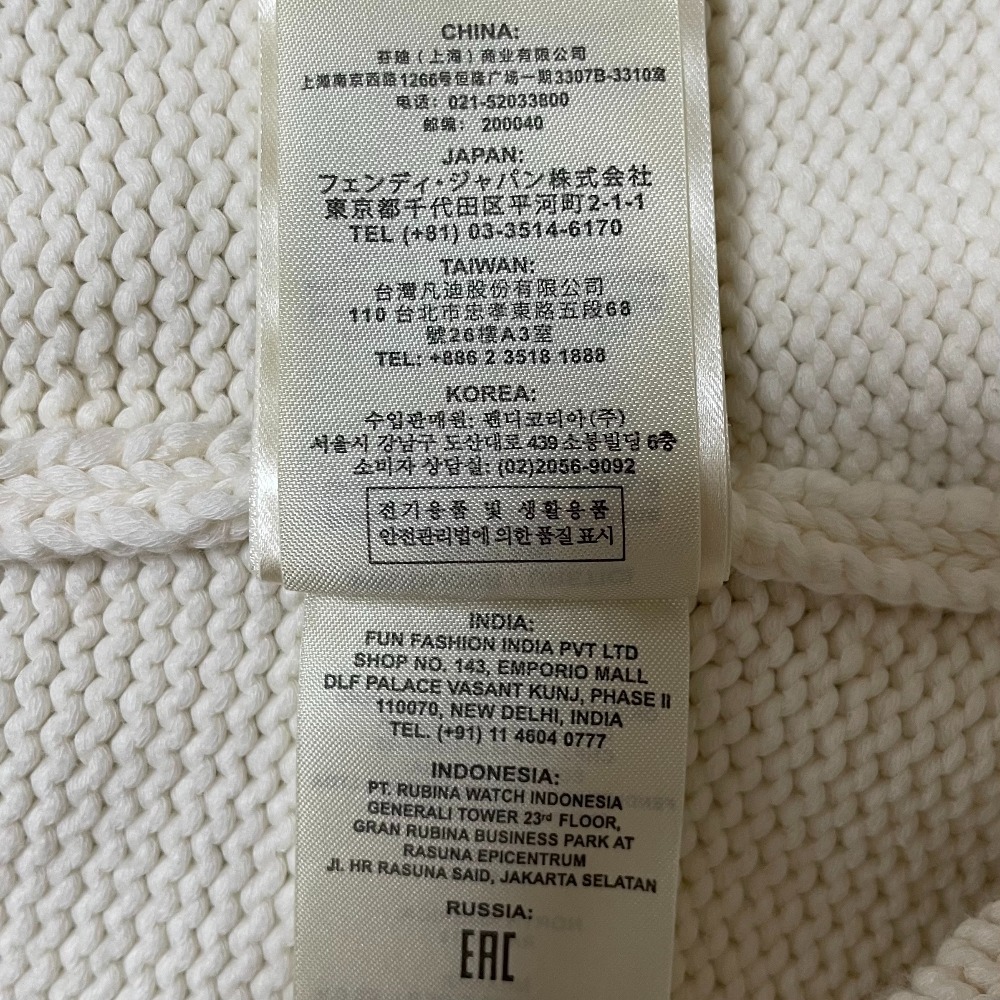 CHINA:
芬迪（上海）商业有限公司
上海南京西路1266号恒隆广场一期3307B-3310室
电话：021-52033800
邮编：200040
JAPAN:
フェンディ・ジャパン株式会社
東京都千代田区平河町2-1-1
TEL (+81) 03-3514-6170
TAIWAN:
台灣凡迪股份有限公司
110 台北市忠孝東路五段68
號26樓A3室
TEL: +886 2 3518 1888
KOREA:
수입판매원: 펜디코리아(주)
서울시 강남구 도산대로 439 소봉빌딩 6층
소비자 상담실: (02)2056-9092
전기용품 및 생활용품
안전관리법에 의한 품질 표시
INDIA:
FUN FASHION INDIA PVT LTD
SHOP NO. 143, EMPORIO MALL
DLF PALACE VASANT KUNJ, PHASE II
110070, NEW DELHI, INDIA
TEL. (+91) 11 4604 0777
INDONESIA:
PT. RUBINA WATCH INDONESIA
GENERALI TOWER 23rd FLOOR,
GRAN RUBINA BUSINESS PARK AT
RASUNA EPICENTRUM
Jl. HR RASUNA SAID, JAKARTA SELATAN
RUSSIA:
EAC